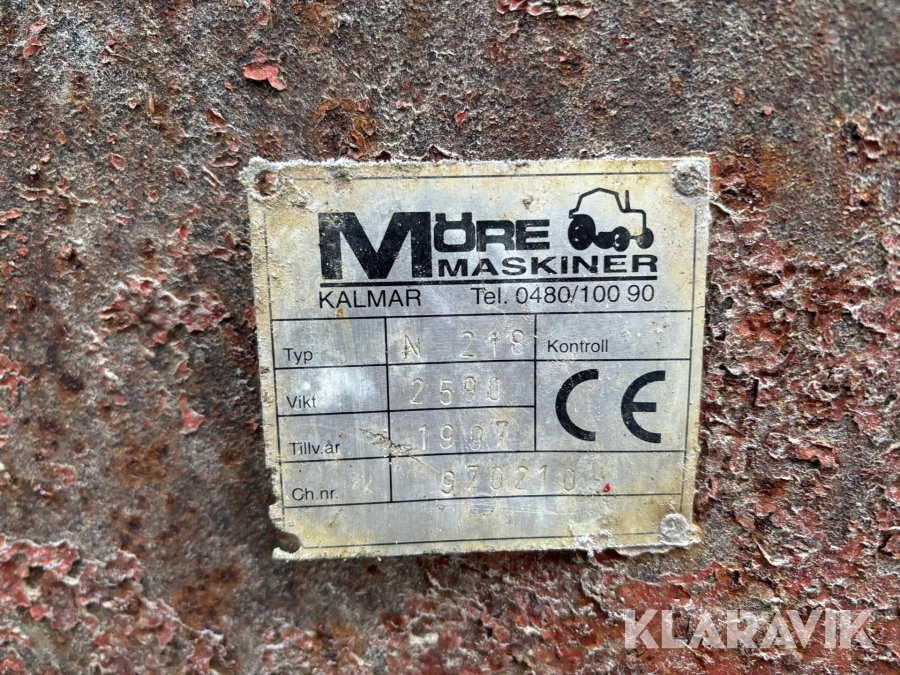 MÖRE
MASKINER
KALMAR Tel. 0480/100 90
Typ N 218 Kontroll
Vikt 2590
CE
Tillv.år 1997
Ch.nr. 970210
KLARAVIK